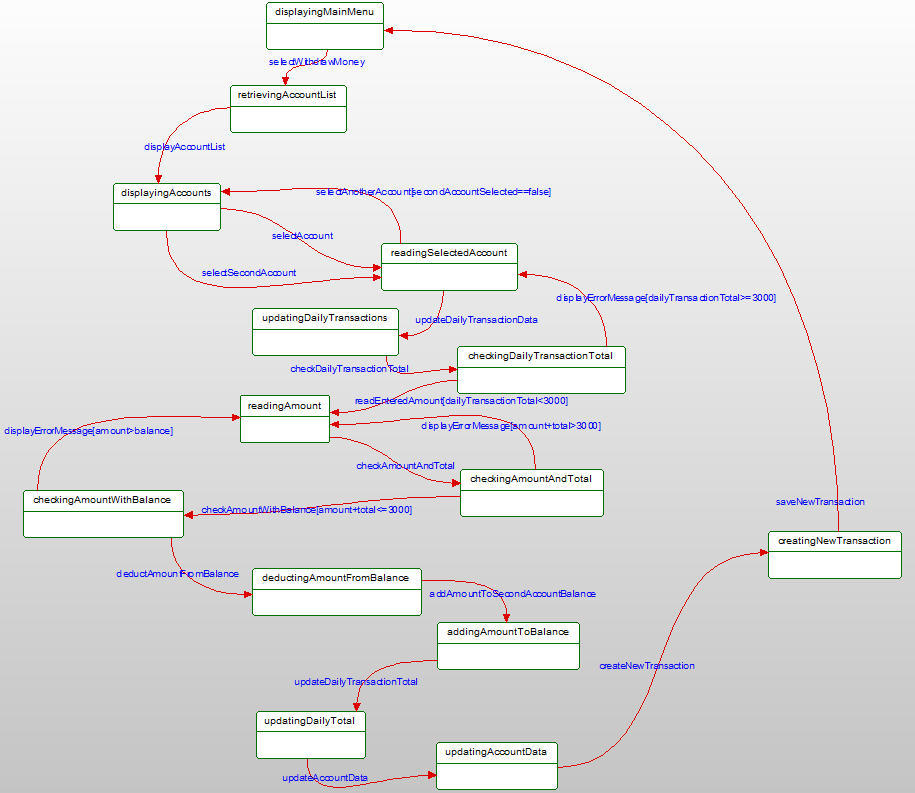 displayingMainMenu
selectWithdrawMoney
retrievingAccountList
displayAccountList
displayingAccounts
selectAnotherAccount[secondAccountSelected==false]
selectAccount
readingSelectedAccount
selectSecondAccount
displayErrorMessage[dailyTransactionTotal>=3000]
updatingDailyTransactions
updateDailyTransactionData
checkingDailyTransactionTotal
checkDailyTransactionTotal
readEnteredAmount[dailyTransactionTotal<3000]
readingAmount
displayErrorMessage[amount+total>3000]
displayErrorMessage[amount>balance]
checkAmountAndTotal
checkingAmountAndTotal
checkingAmountWithBalance
saveNewTransaction
checkAmountWithBalance[amount+total<=3000]
creatingNewTransaction
deductAmountFromBalance
deductingAmountFromBalance
addAmountToSecondAccountBalance
addingAmountToBalance
createNewTransaction
updateDailyTransactionTotal
updatingDailyTotal
updatingAccountData
updateAccountData